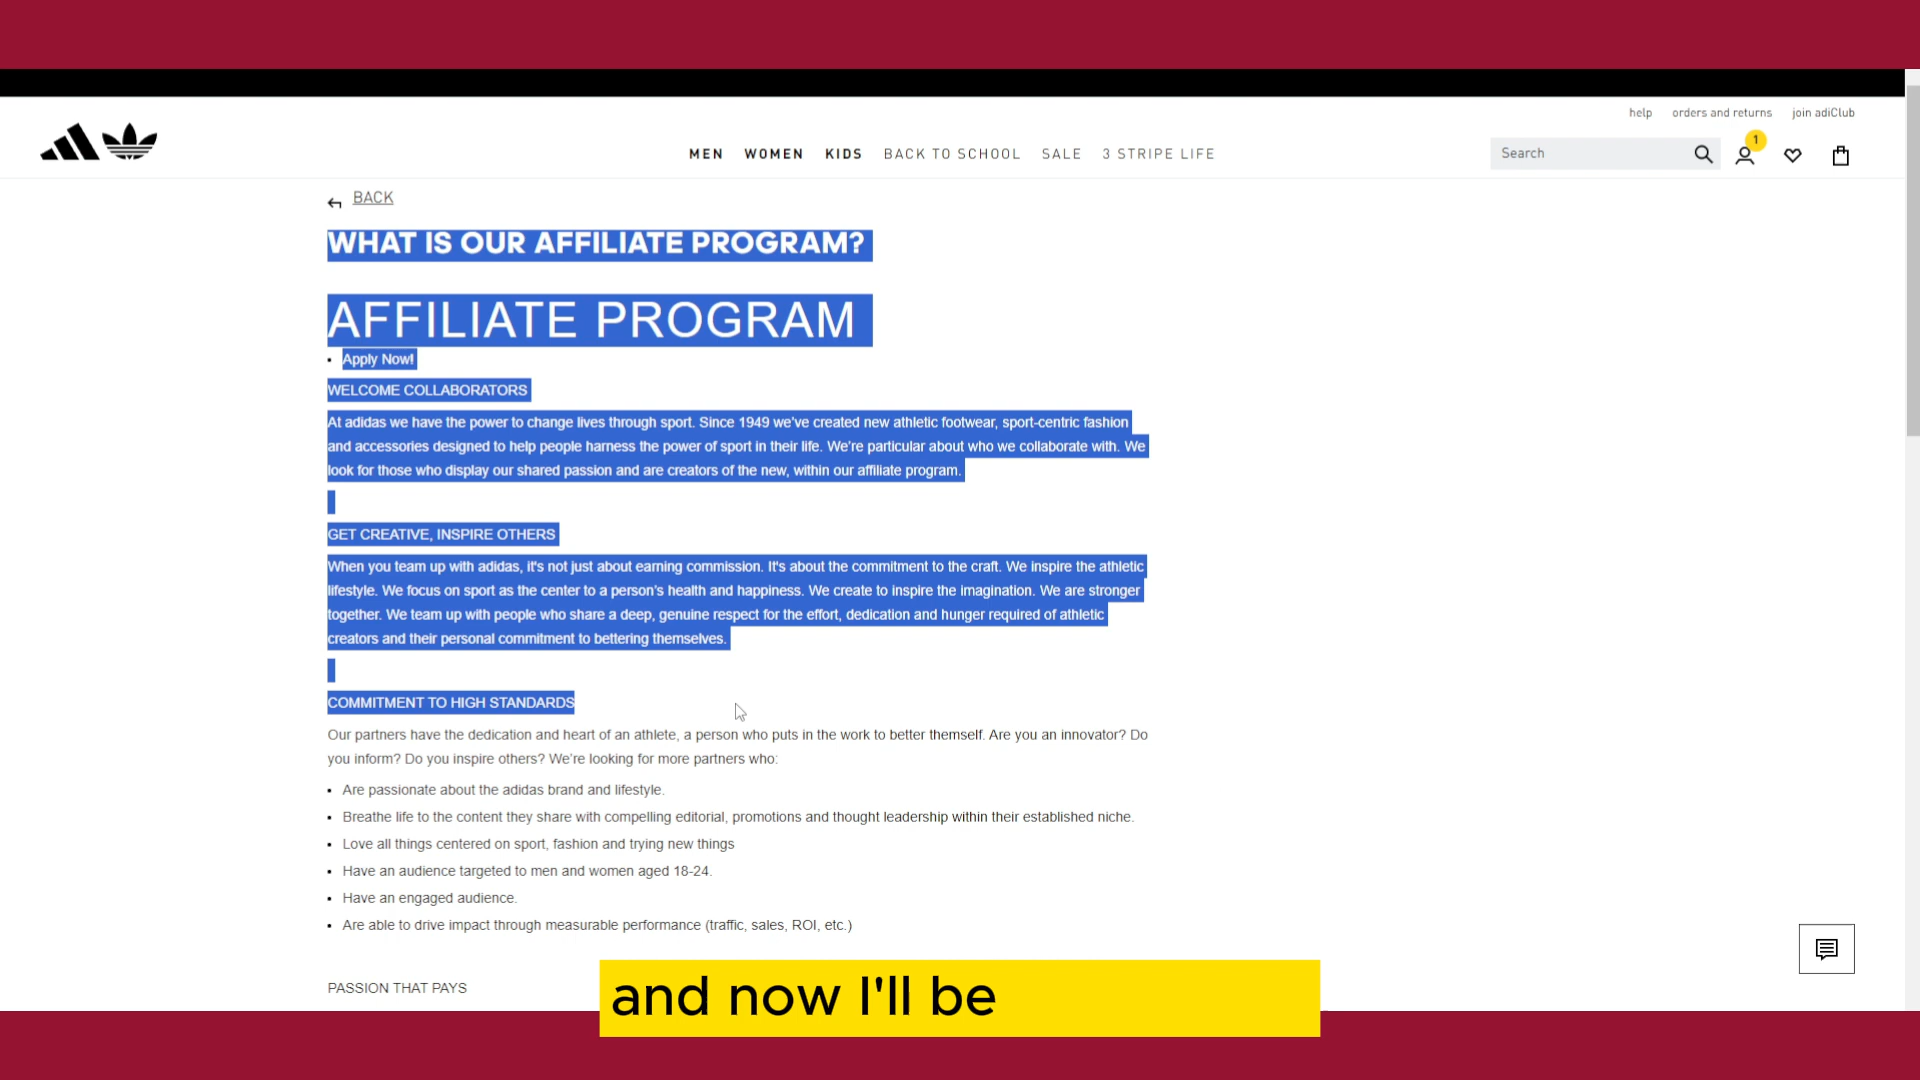 help orders and returns join adiClub
MEN WOMEN KIDS BACK TO SCHOOL SALE 3 STRIPE LIFE
Search
1
BACK
WHAT IS OUR AFFILIATE PROGRAM?
AFFILIATE PROGRAM
• Apply Now!
WELCOME COLLABORATORS
At adidas we have the power to change lives through sport. Since 1949 we've created new athletic footwear, sport-centric fashion
and accessories designed to help people harness the power of sport in their life. We're particular about who we collaborate with. We
look for those who display our shared passion and are creators of the new, within our affiliate program.
GET CREATIVE, INSPIRE OTHERS
When you team up with adidas, it's not just about earning commission. It's about the commitment to the craft. We inspire the athletic
lifestyle. We focus on sport as the center to a person's health and happiness. We create to inspire the imagination. We are stronger
together. We team up with people who share a deep, genuine respect for the effort, dedication and hunger required of athletic
creators and their personal commitment to bettering themselves.
COMMITMENT TO HIGH STANDARDS
Our partners have the dedication and heart of an athlete, a person who puts in the work to better themself. Are you an innovator? Do
you inform? Do you inspire others? We're looking for more partners who:
• Are passionate about the adidas brand and lifestyle.
• Breathe life to the content they share with compelling editorial, promotions and thought leadership within their established niche.
• Love all things centered on sport, fashion and trying new things
• Have an audience targeted to men and women aged 18-24.
• Have an engaged audience.
• Are able to drive impact through measurable performance (traffic, sales, ROI, etc.)
PASSION THAT PAYS
and now I'll be